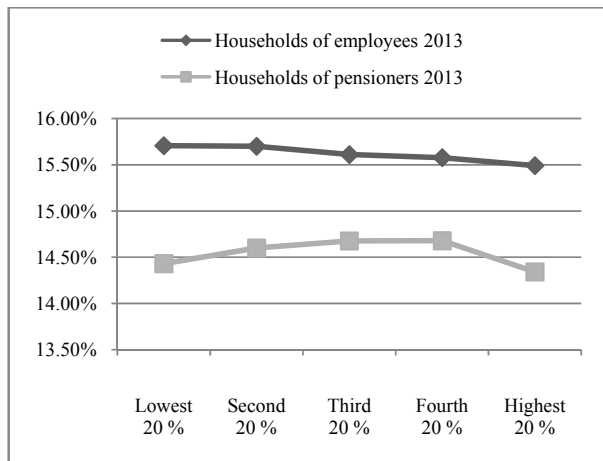 Households of employees 2013
Households of pensioners 2013
16.00%
15.50%
15.00%
14.50%
14.00%
13.50%
Lowest Second Third Fourth Highest
20 % 20 % 20 % 20 % 20 %